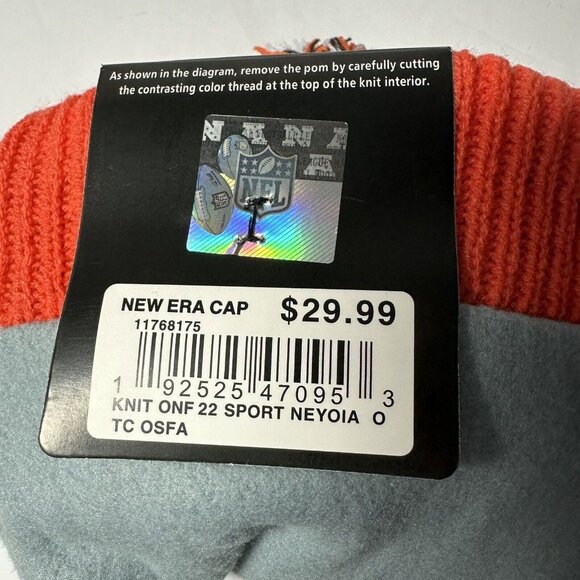 As shown in the diagram, remove the pom by carefully cutting
the contrasting color thread at the top of the knit interior.
NFL
NEW ERA CAP $29.99
11768175
1 92525 47095 3
KNIT ONF 22 SPORT NEYOIA O
TC OSFA